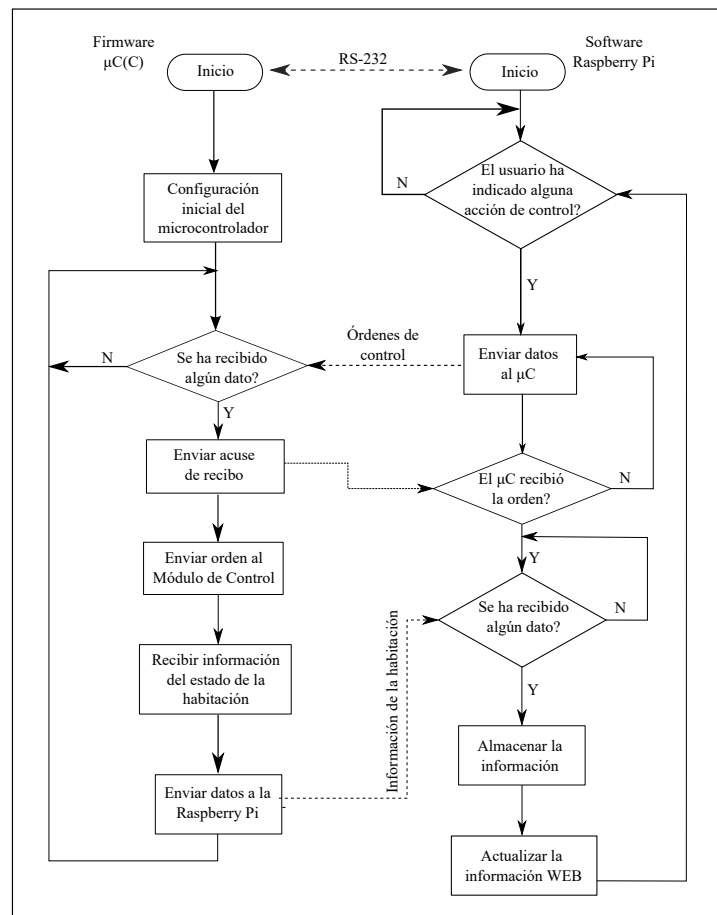 Firmware
μC(C)
Inicio
RS-232
Software
Raspberry Pi
Inicio
Configuración
inicial del
microcontrolador
N
Se ha recibido
algún dato?
Y
Enviar acuse
de recibo
Enviar orden al
Módulo de Control
Recibir información
del estado de la
habitación
Enviar datos a la
Raspberry Pi
Órdenes de
control
Información de la habitación
El usuario ha
indicado alguna
acción de control?
N
Y
Enviar datos
al μC
El μC recibió
la orden?
N
Y
Se ha recibido
algún dato?
N
Y
Almacenar la
información
Actualizar la
información WEB